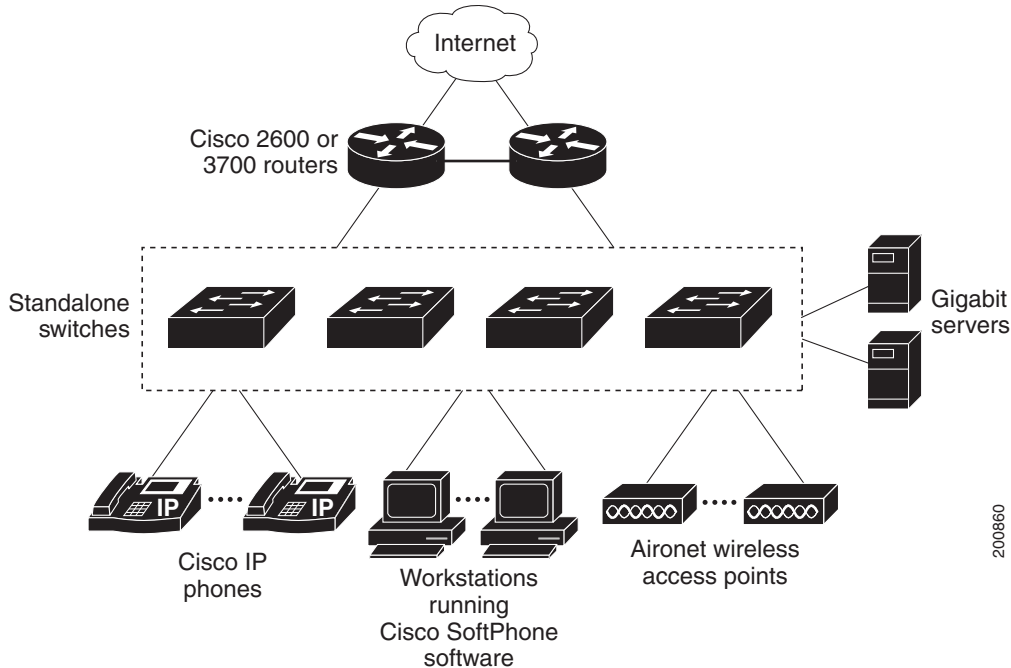 Internet
Cisco 2600 or
3700 routers
Standalone
switches
Gigabit
servers
IP
IP
Cisco IP
phones
Workstations
running
Cisco SoftPhone
software
Aironet wireless
access points
200860